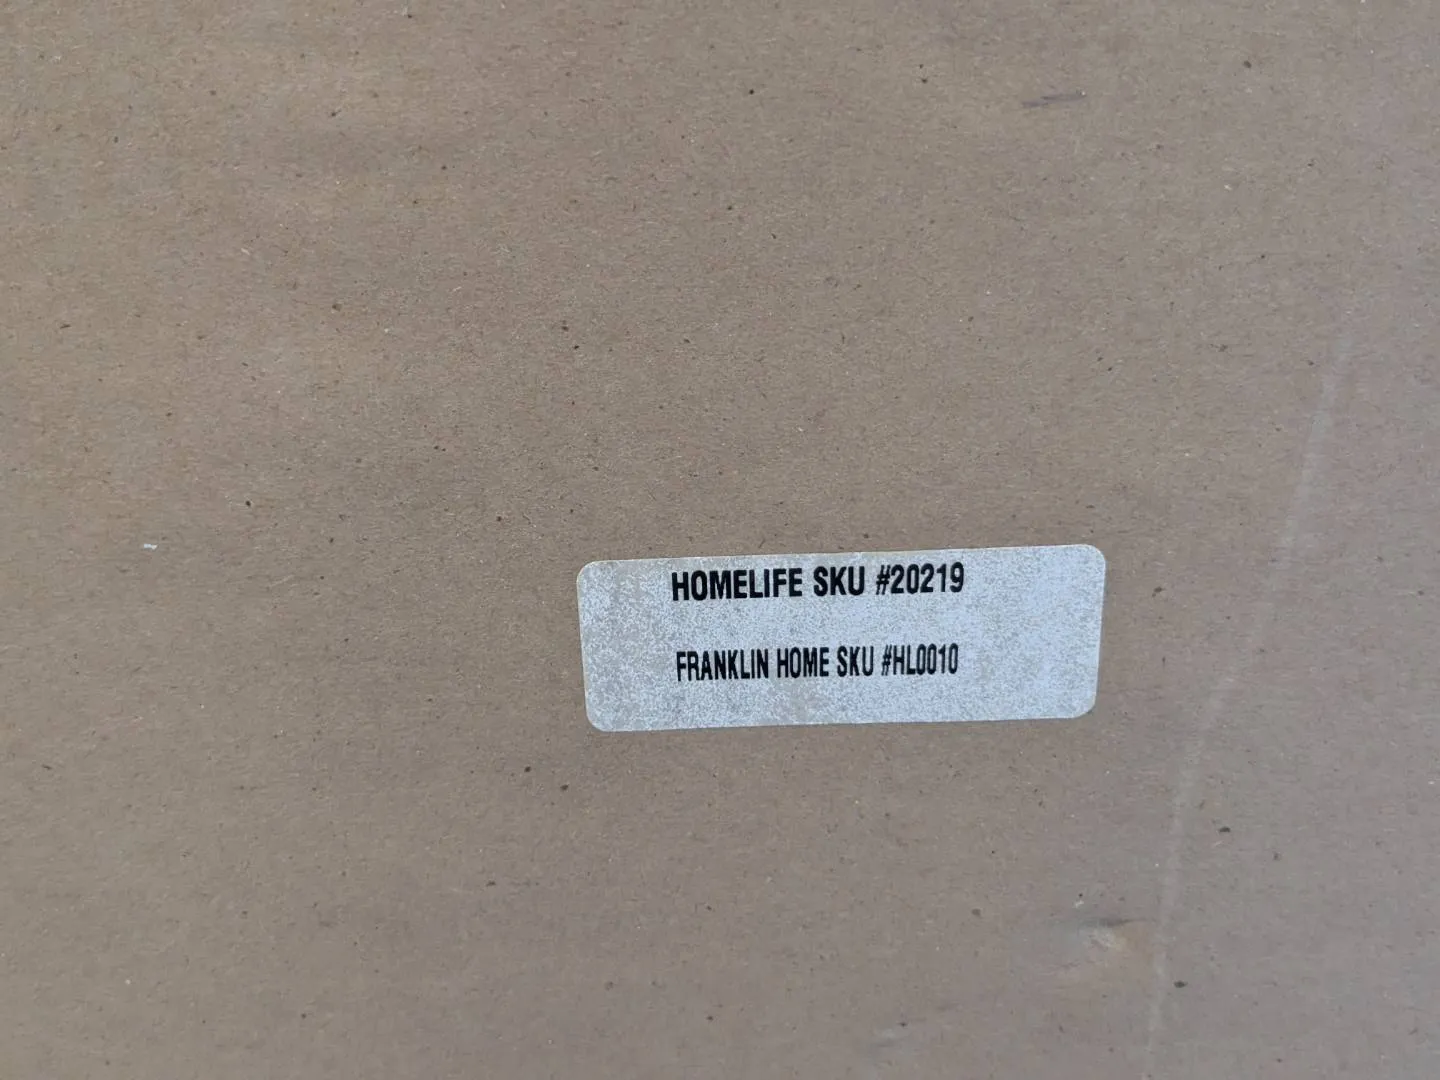 HOMELIFE SKU #20219
FRANKLIN HOME SKU #HL0010